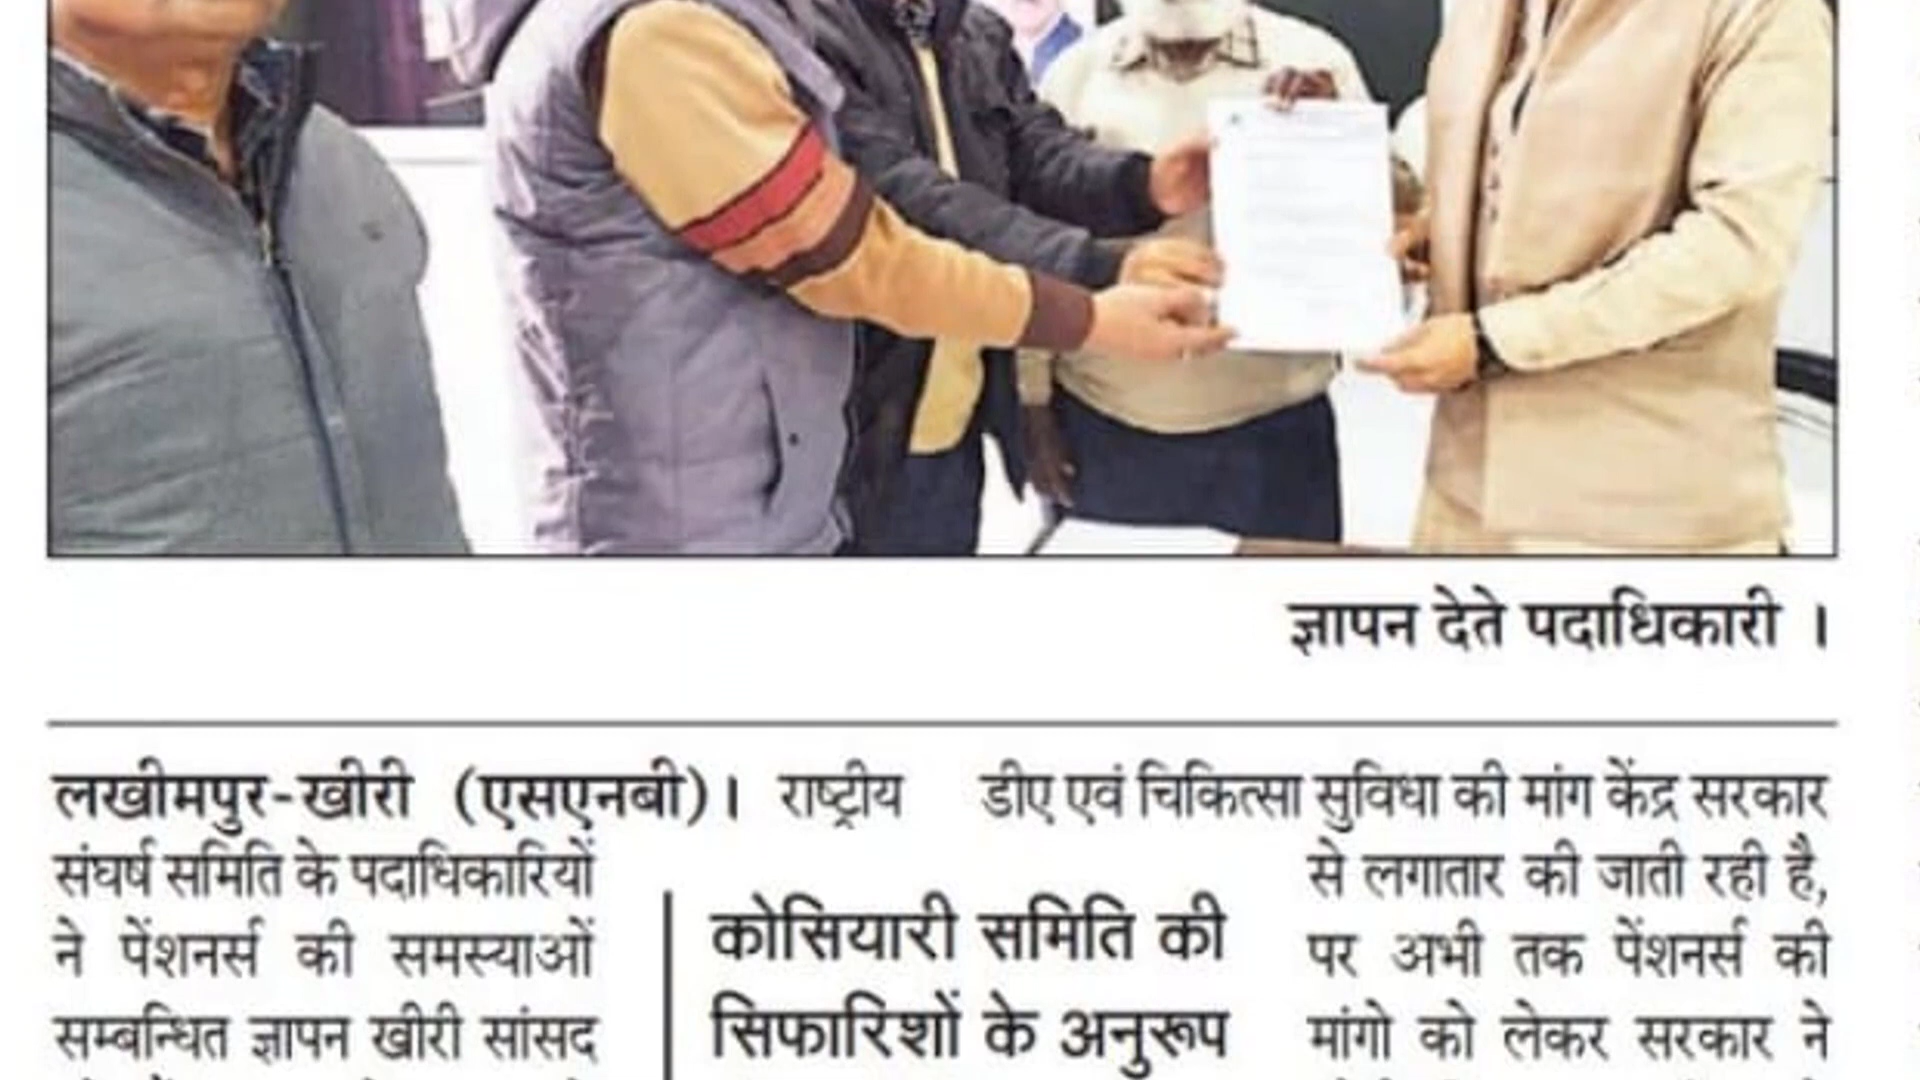 ज्ञापन देते पदाधिकारी ।
लखीमपुर-खीरी (एसएनबी)। राष्ट्रीय
संघर्ष समिति के पदाधिकारियों
ने पेंशनर्स की समस्याओं
सम्बन्धित ज्ञापन खीरी सांसद
कोसियारी समिति की
सिफारिशों के अनुरूप
डीए एवं चिकित्सा सुविधा की मांग केंद्र सरकार
से लगातार की जाती रही है,
पर अभी तक पेंशनर्स की
मांगो को लेकर सरकार ने